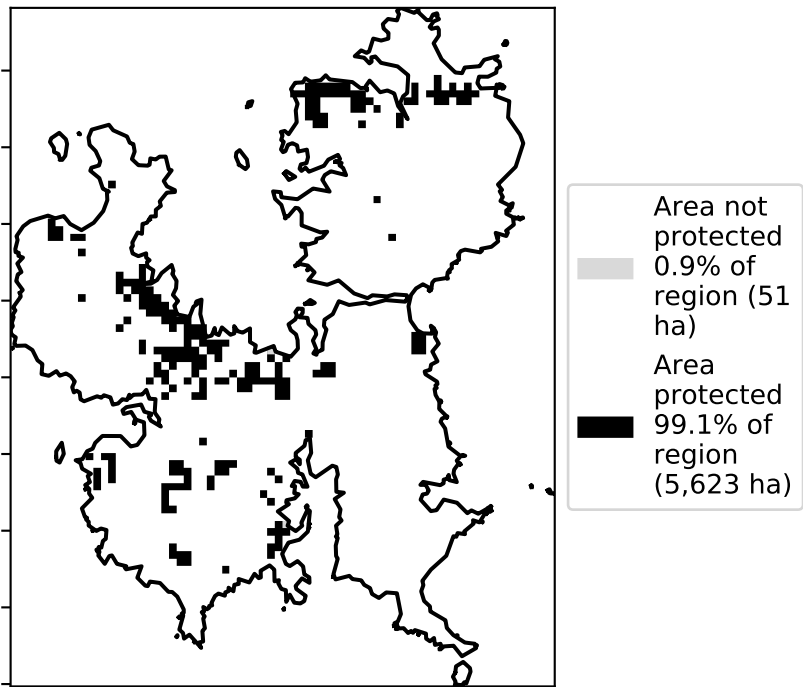 Area not
protected
0.9% of
region (51
ha)
Area
protected
99.1% of
region
(5,623 ha)